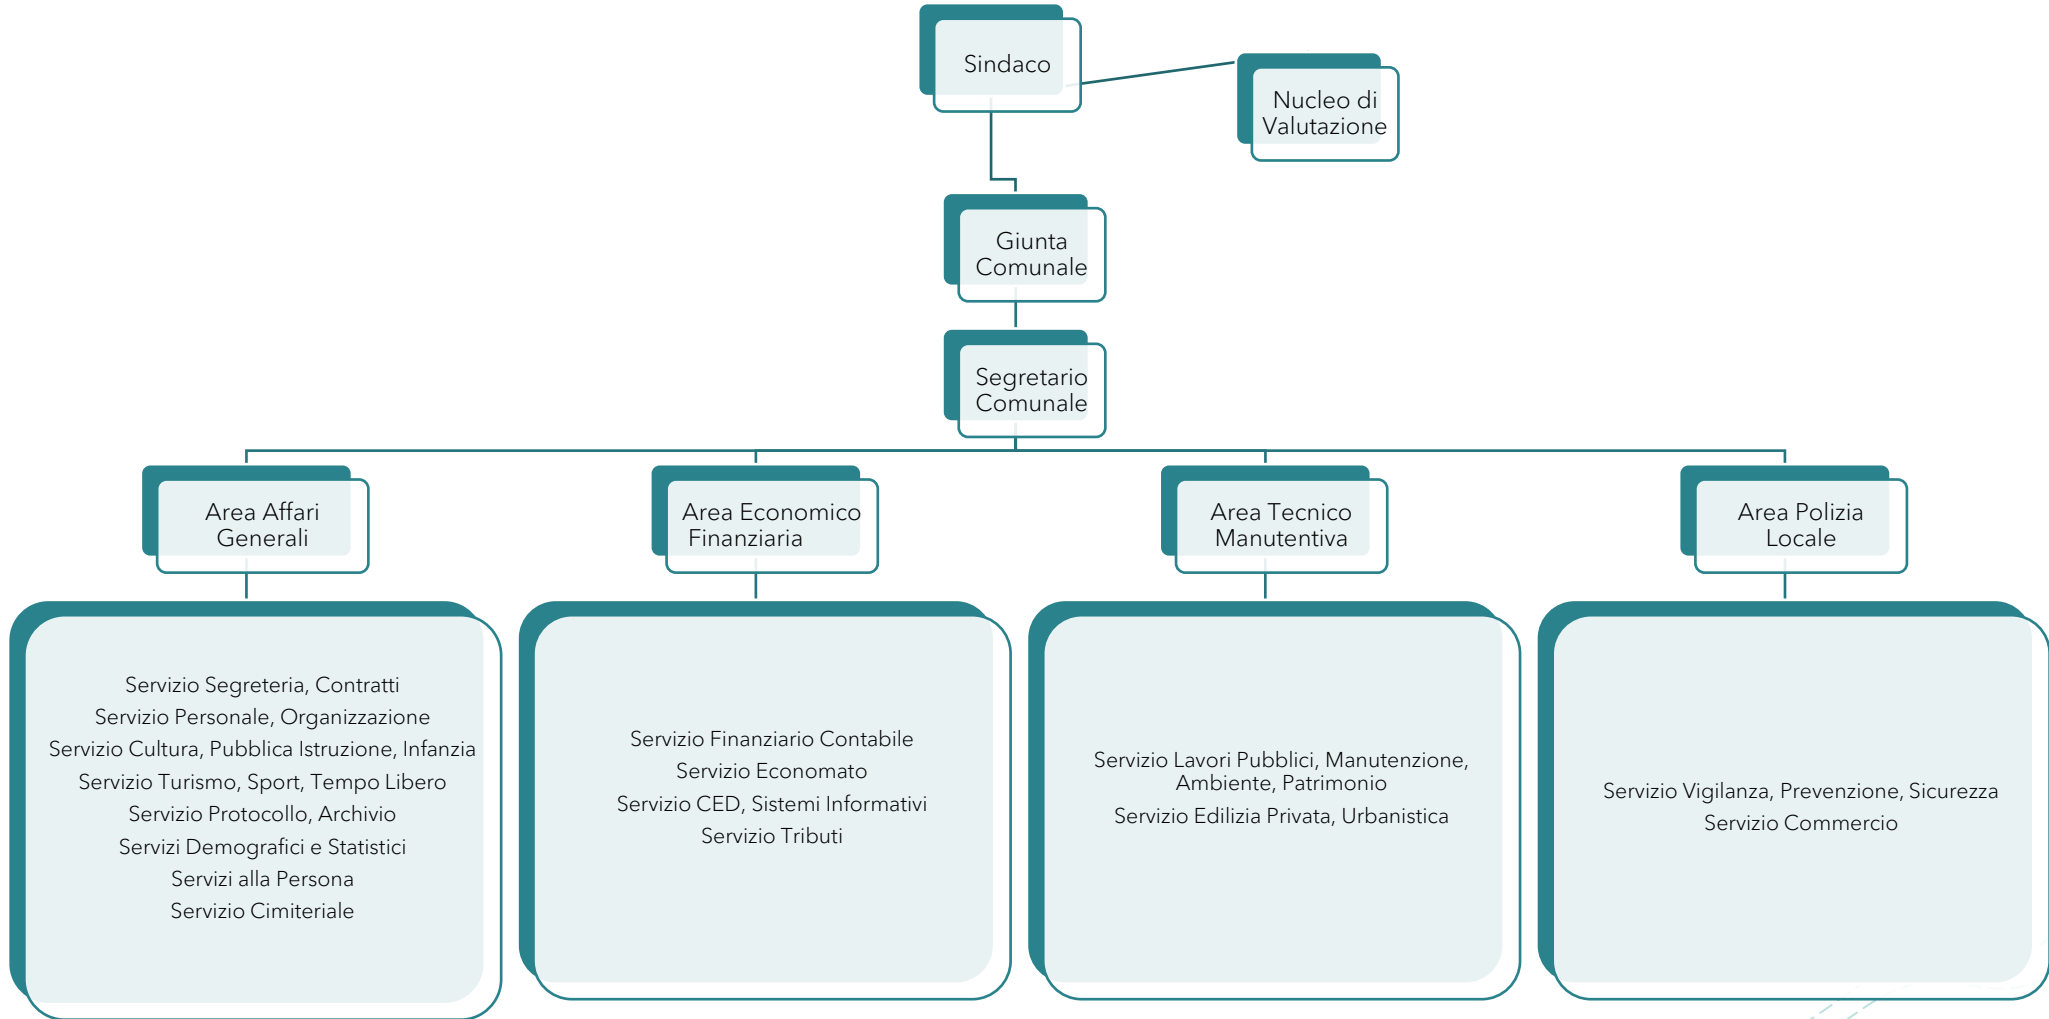 Sindaco
Nucleo di
Valutazione
Giunta
Comunale
Segretario
Comunale
Area Affari
Generali
Area Economico
Finanziaria
Area Tecnico
Manutentiva
Area Polizia
Locale
Servizio Segreteria, Contratti
Servizio Personale, Organizzazione
Servizio Cultura, Pubblica Istruzione, Infanzia
Servizio Turismo, Sport, Tempo Libero
Servizio Protocollo, Archivio
Servizi Demografici e Statistici
Servizi alla Persona
Servizio Cimiteriale
Servizio Finanziario Contabile
Servizio Economato
Servizio CED, Sistemi Informativi
Servizio Tributi
Servizio Lavori Pubblici, Manutenzione,
Ambiente, Patrimonio
Servizio Edilizia Privata, Urbanistica
Servizio Vigilanza, Prevenzione, Sicurezza
Servizio Commercio